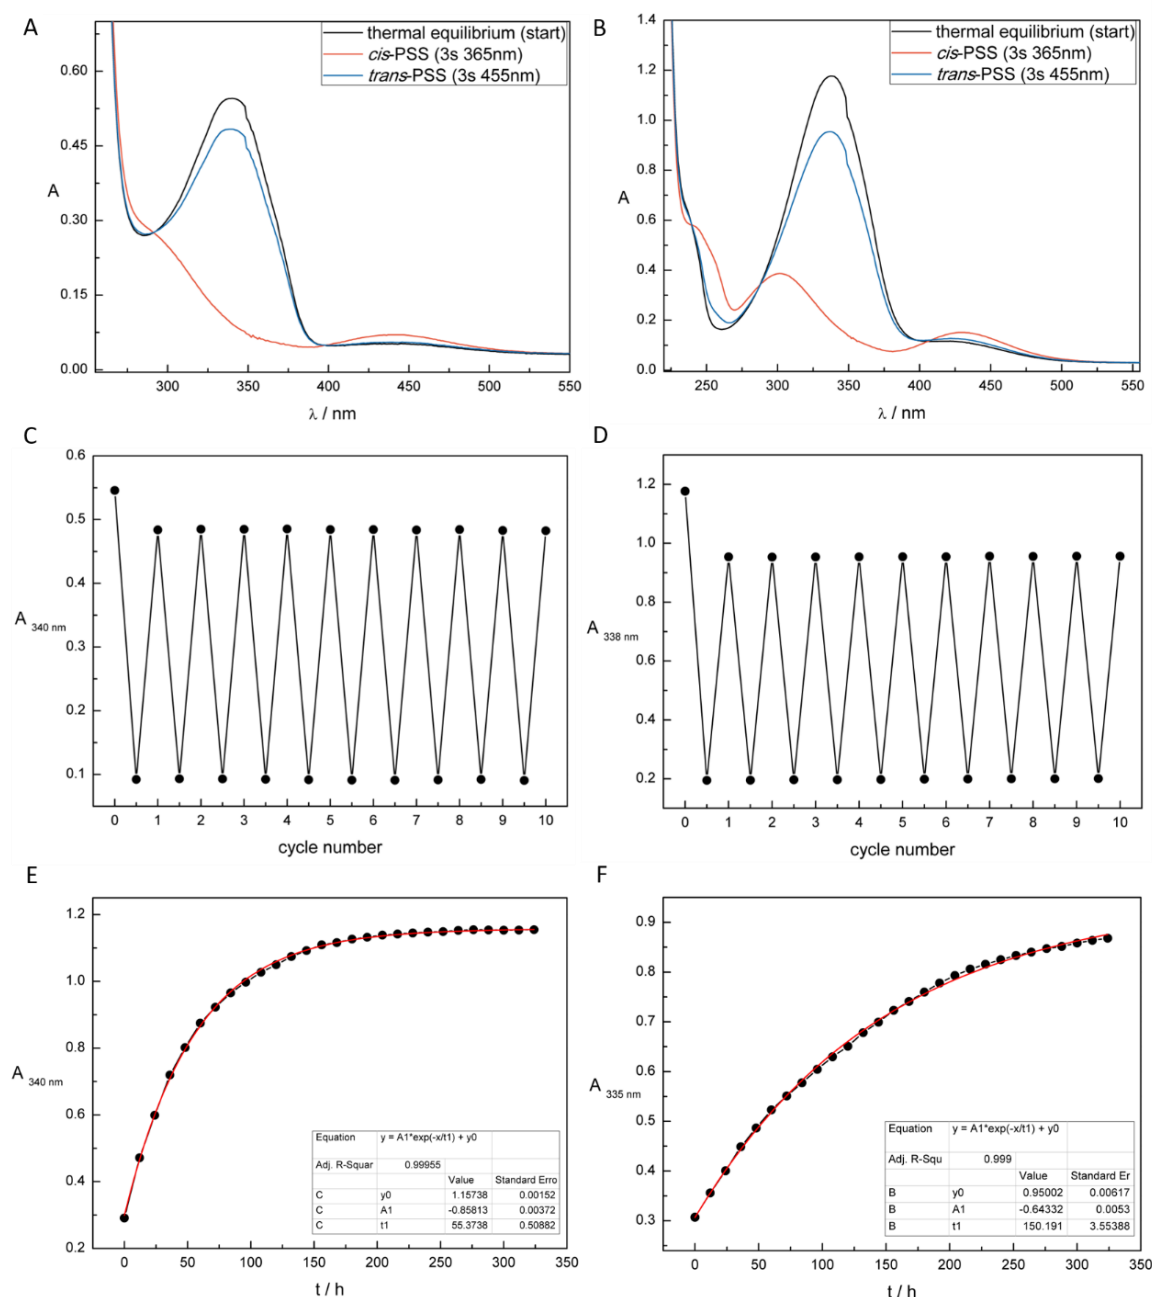 A
thermal equilibrium (start)
cis-PSS (3s 365nm)
trans-PSS (3s 455nm)
0.60
0.45
0.30
0.15
0.00
A
300 350 400 450 500 550
λ / nm
B
thermal equilibrium (start)
cis-PSS (3s 365nm)
trans-PSS (3s 455nm)
1.4
1.2
1.0
0.8
0.6
0.4
0.2
0.0
A
250 300 350 400 450 500 550
λ / nm
C
0.6
0.5
0.4
0.3
0.2
0.1
A 340 nm
0 1 2 3 4 5 6 7 8 9 10
cycle number
D
1.2
1.0
0.8
0.6
0.4
0.2
A 338 nm
0 1 2 3 4 5 6 7 8 9 10
cycle number
E
1.2
1.0
0.8
0.6
0.4
0.2
A 340 nm
Equation y = A1*exp(-x/t1) + y0
Adj. R-Squar 0.99955
Value Standard Erro
C y0 1.15738 0.00152
C A1 -0.85813 0.00372
C t1 55.3738 0.50882
0 50 100 150 200 250 300 350
t / h
F
0.9
0.8
0.7
0.6
0.5
0.4
0.3
A 335 nm
Equation y = A1*exp(-x/t1) + y0
Adj. R-Squ 0.999
Value Standard Er
B y0 0.95002 0.00617
B A1 -0.64332 0.0053
B t1 150.191 3.55388
0 50 100 150 200 250 300 350
t / h